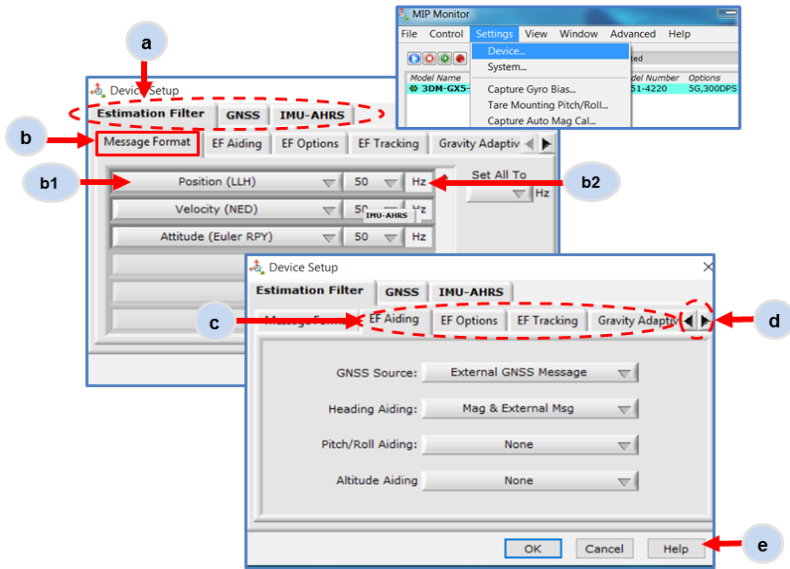 MIP Monitor
File Control Settings View Window Advanced Help
Device...
System...
Capture Gyro Bias...
Tare Mounting Pitch/Roll...
Capture Auto Mag Cal...
Model Name
Options
3DM-GX5-
51-4220 5G,300DPS
a
Device Setup
Estimation Filter GNSS IMU-AHRS
b
Message Format EF Aiding EF Options EF Tracking Gravity Adaptiv
b1
Position (LLH) 50 Hz
b2
Set All To
Hz
Velocity (NED) 50 Hz
IMU-AHRS
Attitude (Euler RPY) 50 Hz
Device Setup
Estimation Filter GNSS IMU-AHRS
c
Message Format EF Aiding EF Options EF Tracking Gravity Adaptiv
d
GNSS Source: External GNSS Message
Heading Aiding: Mag & External Msg
Pitch/Roll Aiding: None
Altitude Aiding None
OK Cancel Help
e